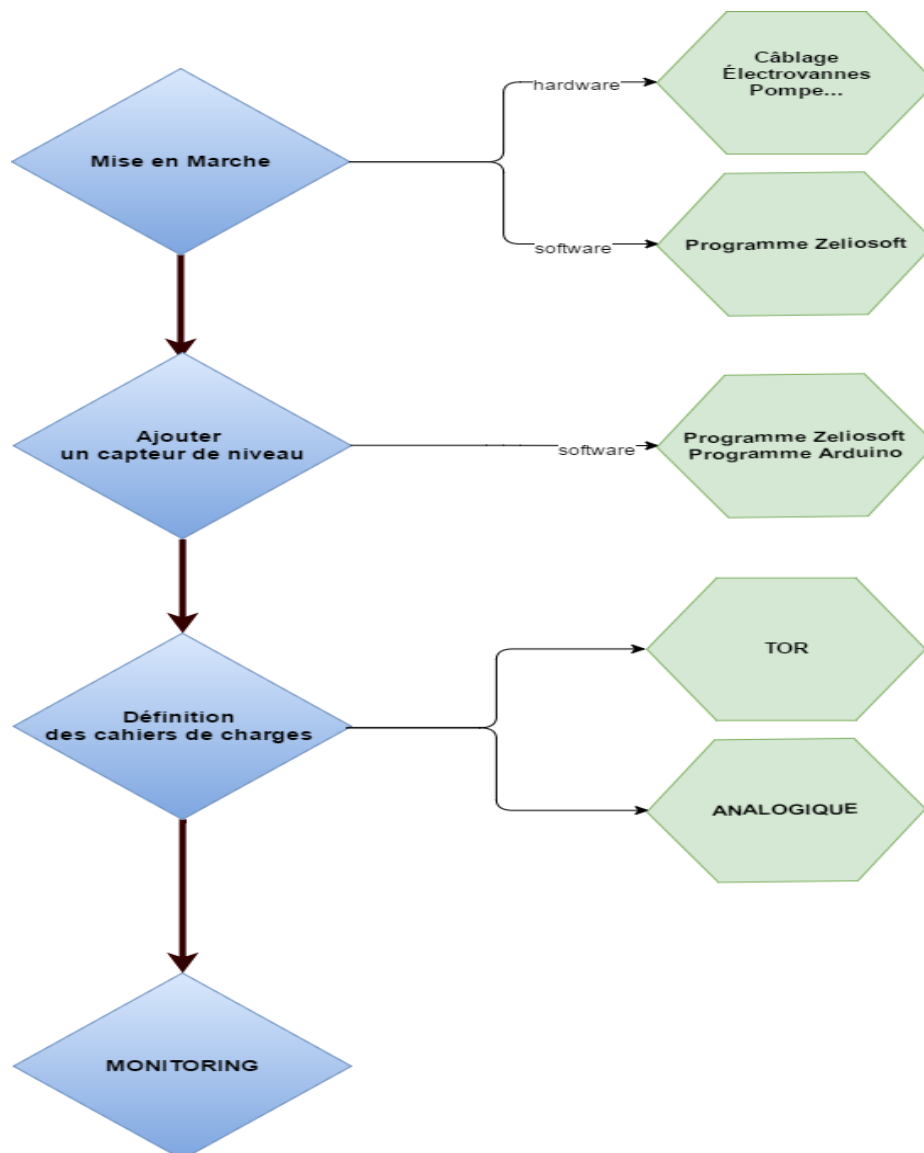 Câblage
Électrovannes
Pompe...
hardware
Mise en Marche
software
Programme Zeliosoft
Ajouter
un capteur de niveau
software
Programme Zeliosoft
Programme Arduino
TOR
Définition
des cahiers de charges
ANALOGIQUE
MONITORING